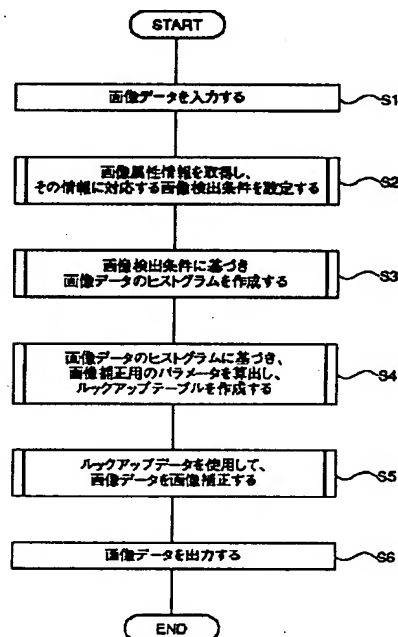 START
画像データを入力する
S1
画像属性情報を取得し、
その情報に対応する画像検出条件を設定する
S2
画像検出条件に基づき
画像データのヒストグラムを作成する
S3
画像データのヒストグラムに基づき、
画像補正用のパラメータを算出し、
ルックアップテーブルを作成する
S4
ルックアップデータを使用して、
画像データを画像補正する
S5
画像データを出力する
S6
END